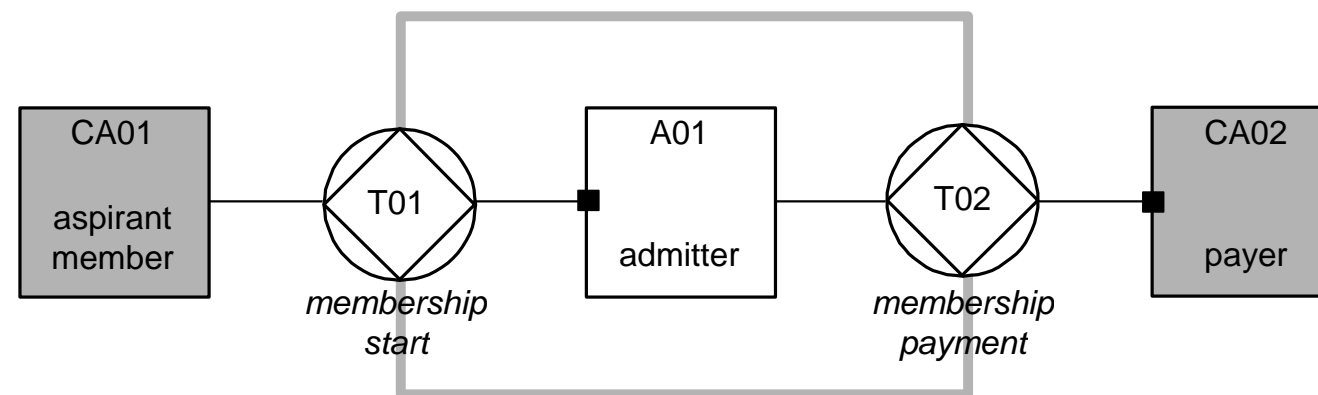 CA01
aspirant
member
T01
membership
start
A01
admitter
T02
membership
payment
CA02
payer